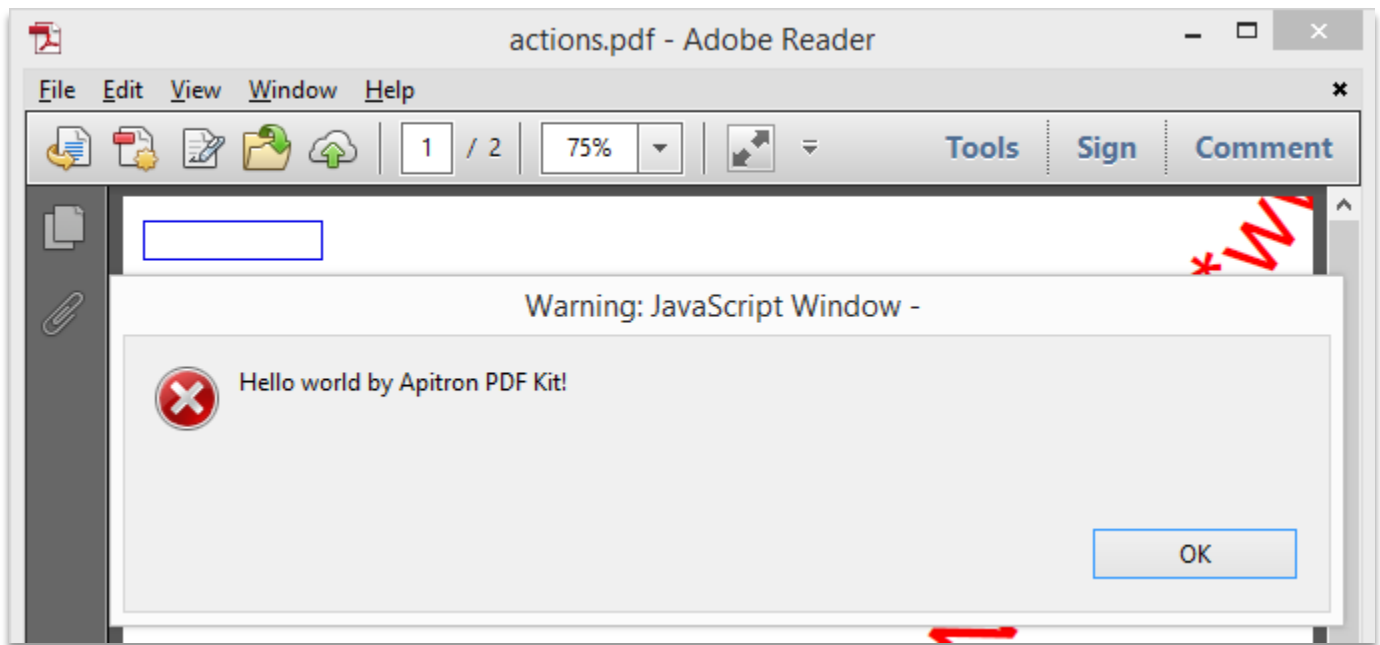 actions.pdf - Adobe Reader
File Edit View Window Help
1 / 2 75% Tools Sign Comment
*W
Warning: JavaScript Window -
Hello world by Apitron PDF Kit!
OK